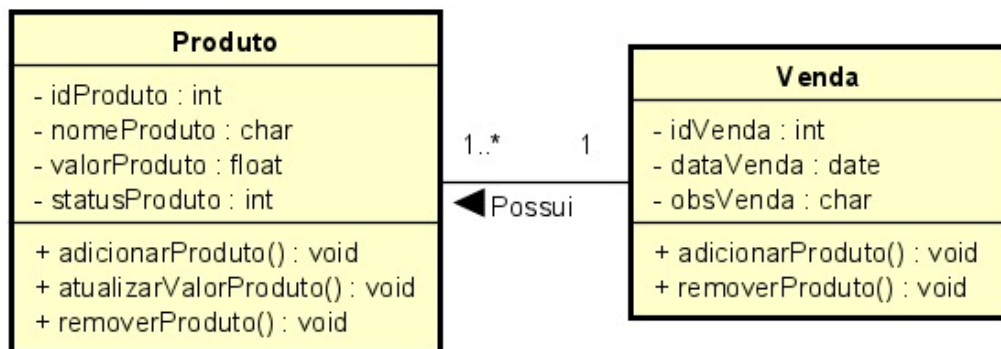 Produto
- idProduto : int
- nomeProduto : char
- valorProduto : float
- statusProduto : int
+ adicionarProduto() : void
+ atualizarValorProduto() : void
+ removerProduto() : void
1..* 1
Possui
Venda
- idVenda : int
- dataVenda : date
- obsVenda : char
+ adicionarProduto() : void
+ removerProduto() : void